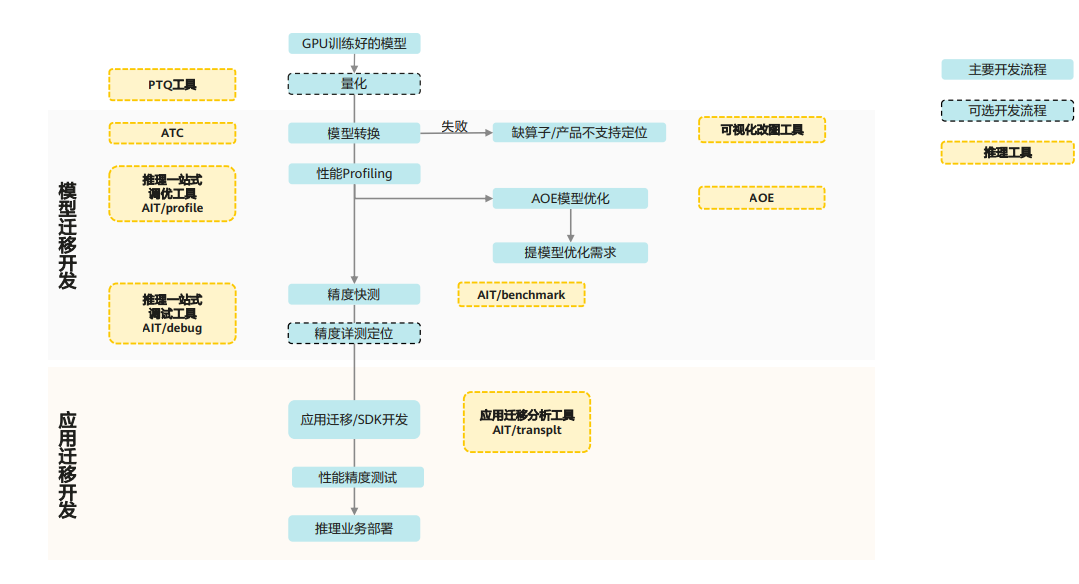 GPU训练好的模型
PTQ工具
量化
主要开发流程
可选开发流程
推理工具
模型迁移开发
ATC
模型转换
失败
缺算子/产品不支持定位
可视化改图工具
推理一站式
调优工具
AIT/profile
性能Profiling
AOE模型优化
AOE
提模型优化需求
推理一站式
调试工具
AIT/debug
精度快测
AIT/benchmark
精度详测定位
应用迁移开发
应用迁移/SDK开发
应用迁移分析工具
AIT/transplt
性能精度测试
推理业务部署